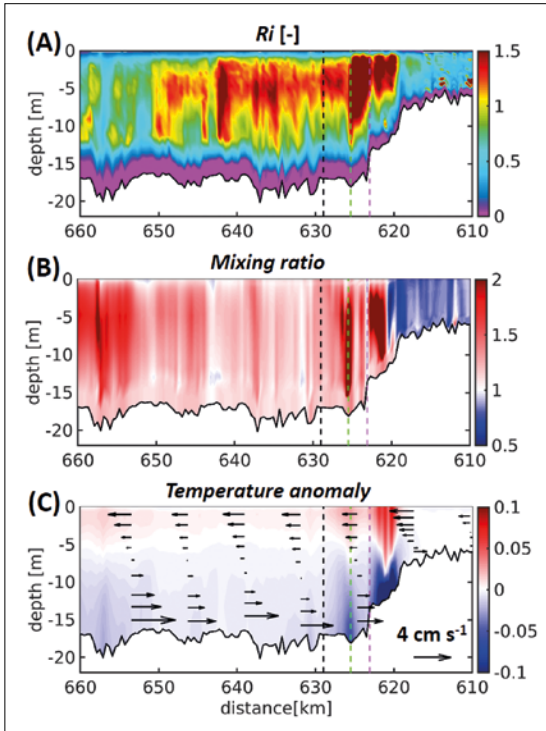 Ri [-]
(A)
0
-5
-10
-15
-20
depth [m]
660 650 640 630 620 610
1.5
1
0.5
0
Mixing ratio
(B)
0
-5
-10
-15
-20
depth [m]
660 650 640 630 620 610
2
1.5
1
0.5
Temperature anomaly
(C)
0
-5
-10
-15
-20
depth [m]
4 cm s⁻¹
660 650 640 630 620 610
distance[km]
0.1
0.05
0
-0.05
-0.1